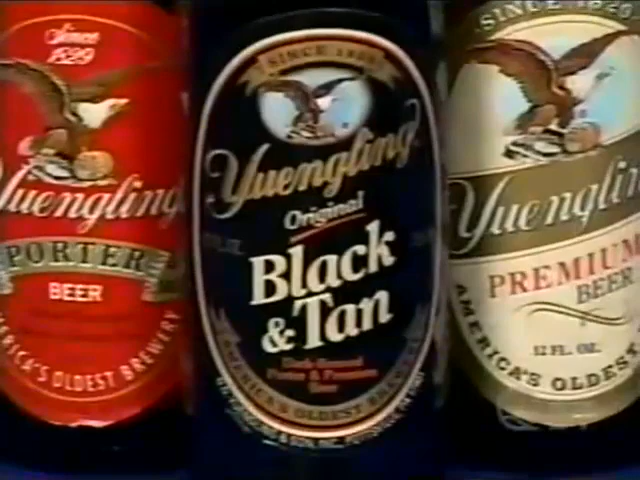 Since
1829
Yuengling
PORTER
BEER
AMERICA'S OLDEST BREWERY
SINCE 1829
Yuengling
Original
Black
& Tan
AMERICA'S OLDEST BREWERY
SINCE 1829
Yuengling
PREMIUM
BEER
12 FL. OZ.
AMERICA'S OLDEST